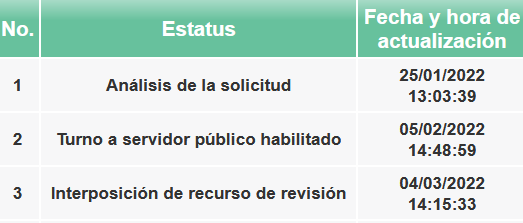 No. Estatus Fecha y hora de actualización
1 Análisis de la solicitud 25/01/2022 13:03:39
2 Turno a servidor público habilitado 05/02/2022 14:48:59
3 Interposición de recurso de revisión 04/03/2022 14:15:33